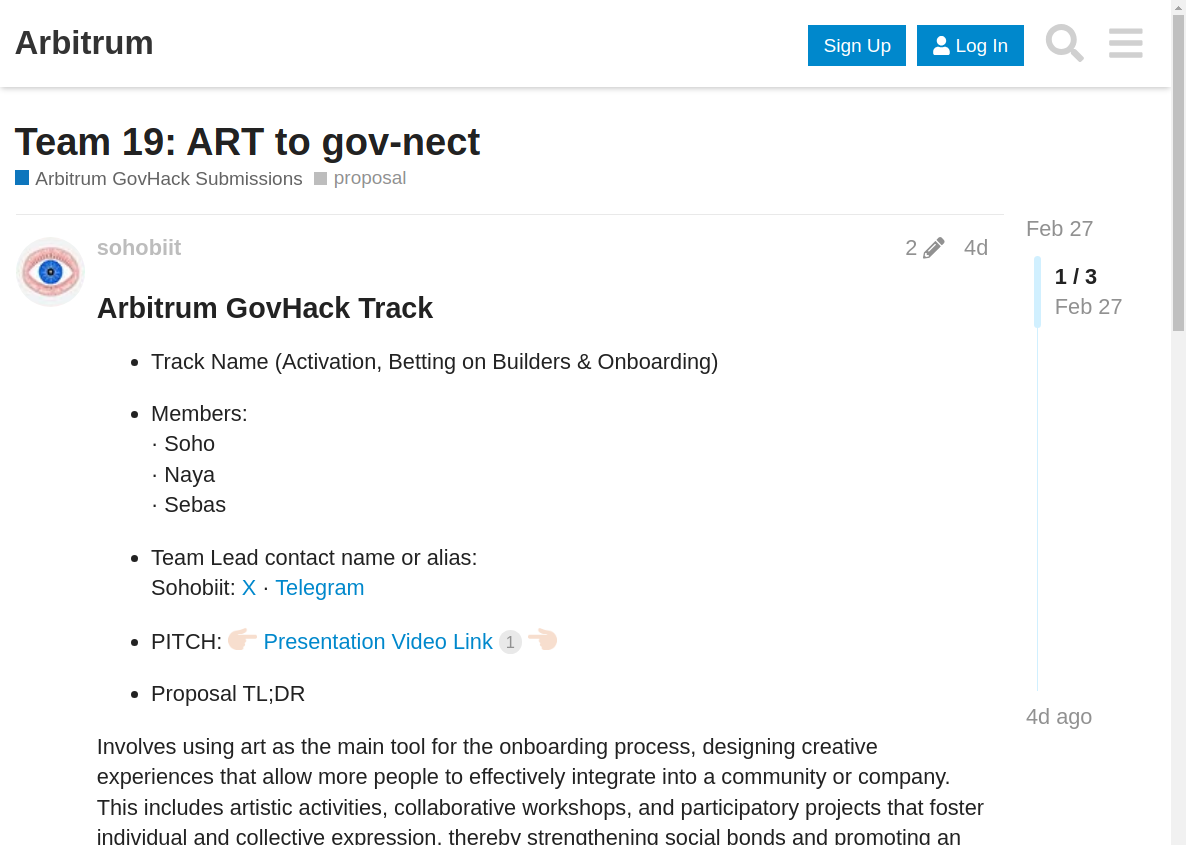 Arbitrum
Sign Up
Log In
Team 19: ART to gov-nect
Arbitrum GovHack Submissions
proposal
sohobiit
2
4d
Feb 27
1 / 3
Feb 27
4d ago
Arbitrum GovHack Track
• Track Name (Activation, Betting on Builders & Onboarding)
• Members:
· Soho
· Naya
· Sebas
• Team Lead contact name or alias:
Sohobiit: X · Telegram
• PITCH: Presentation Video Link 1
• Proposal TL;DR
Involves using art as the main tool for the onboarding process, designing creative
experiences that allow more people to effectively integrate into a community or company.
This includes artistic activities, collaborative workshops, and participatory projects that foster
individual and collective expression, thereby strengthening social bonds and promoting an